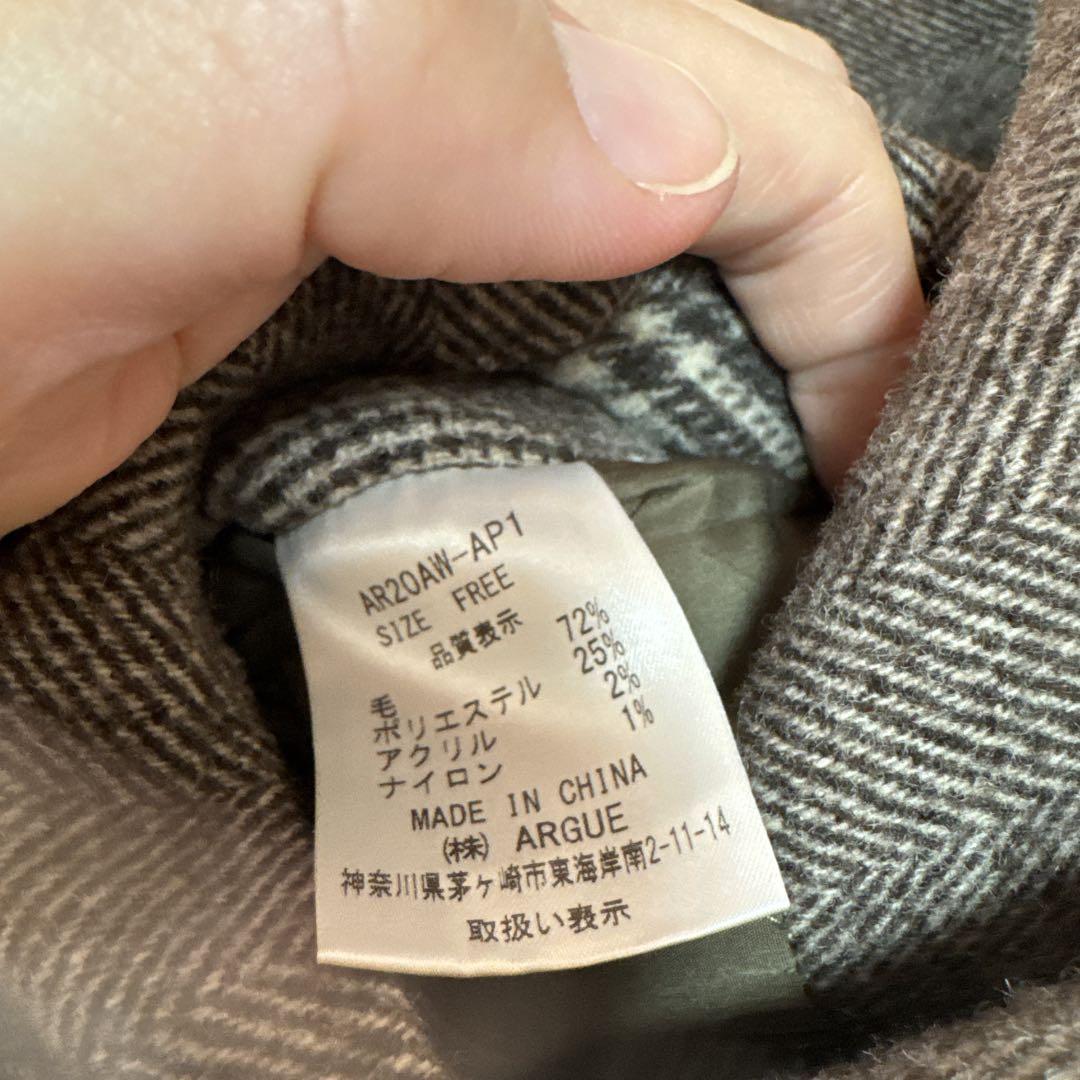 AR20AW-AP1
SIZE FREE
品質表示
毛 72%
ポリエステル 25%
アクリル 2%
ナイロン 1%
MADE IN CHINA
(株) ARGUE
神奈川県茅ヶ崎市東海岸南2-11-14
取扱い表示